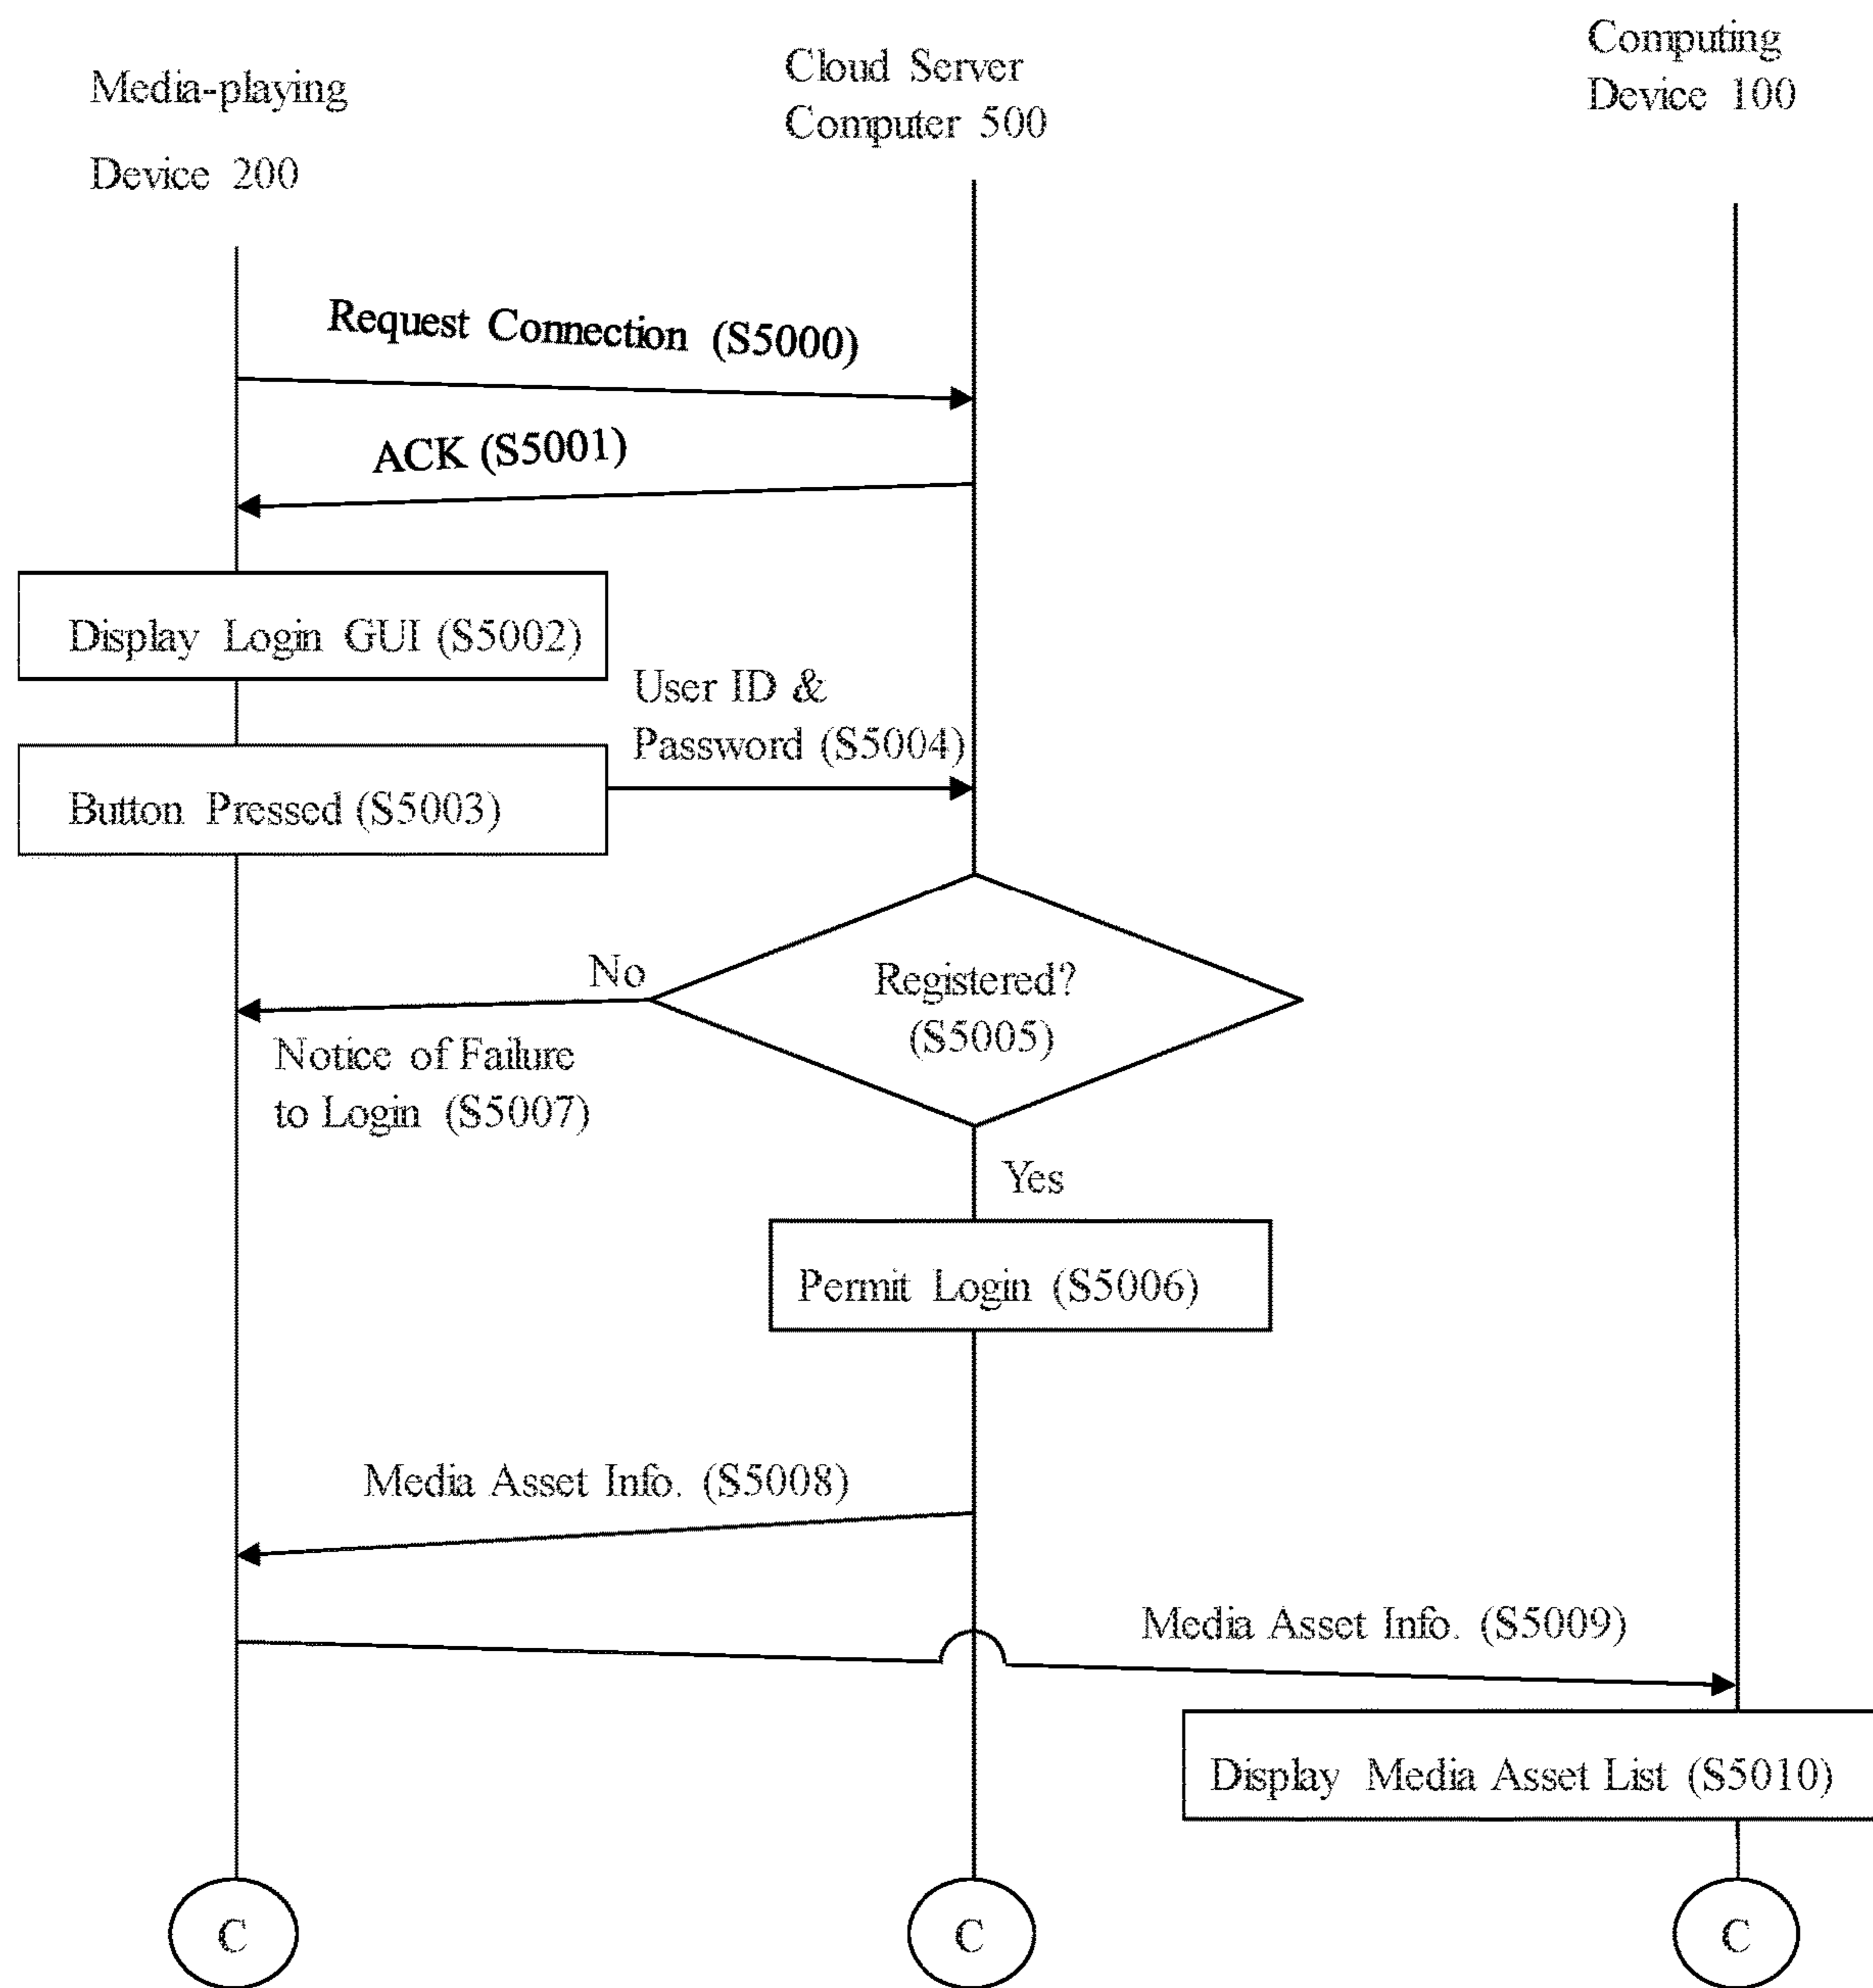 Media-playing
Device 200
Cloud Server
Computer 500
Computing
Device 100
Request Connection (S5000)
ACK (S5001)
Display Login GUI (S5002)
User ID &
Password (S5004)
Button Pressed (S5003)
No
Registered?
(S5005)
Notice of Failure
to Login (S5007)
Yes
Permit Login (S5006)
Media Asset Info. (S5008)
Media Asset Info. (S5009)
Display Media Asset List (S5010)
C
C
C